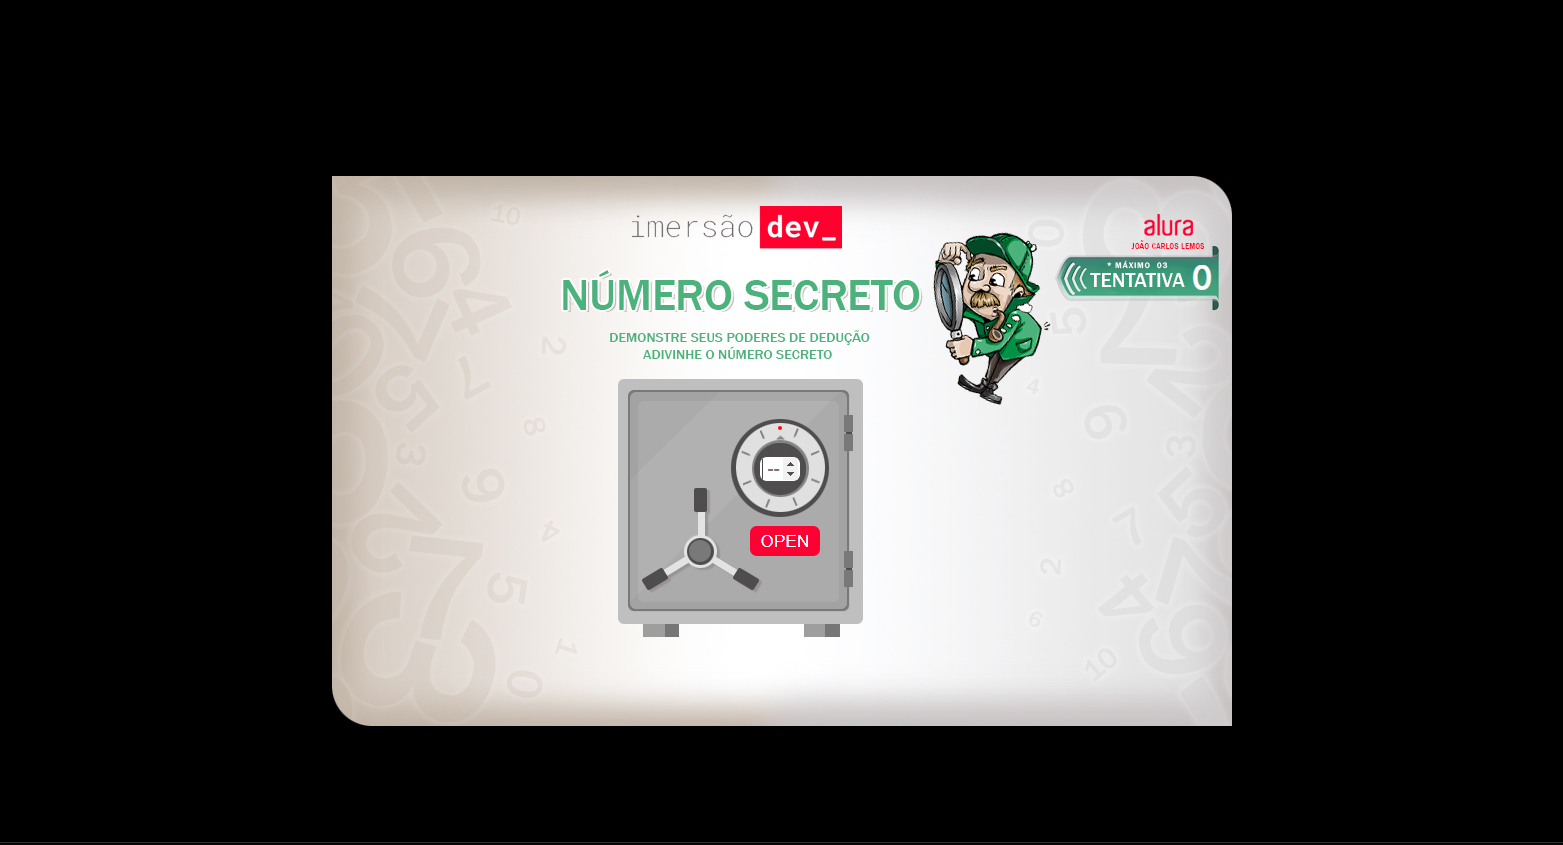 imersão dev_
alura
JOÃO CARLOS LEMOS
* MÁXIMO 03
TENTATIVA 0
NÚMERO SECRETO
DEMONSTRE SEUS PODERES DE DEDUÇÃO
ADIVINHE O NÚMERO SECRETO
--
OPEN